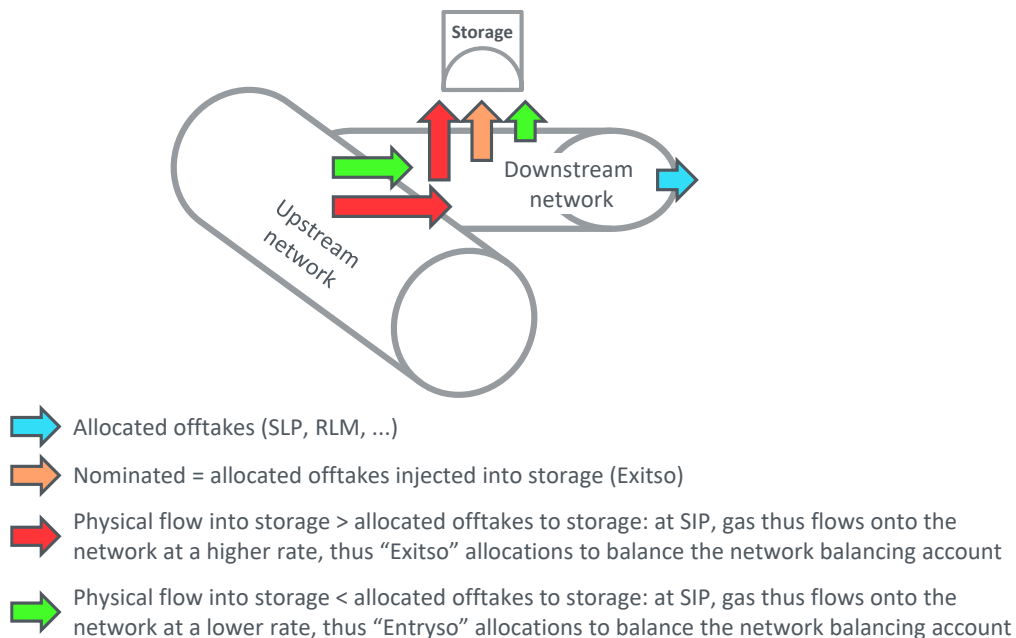 Storage
Downstream
network
Upstream
network
Allocated offtakes (SLP, RLM, ...)
Nominated = allocated offtakes injected into storage (Exitso)
Physical flow into storage > allocated offtakes to storage: at SIP, gas thus flows onto the
network at a higher rate, thus “Exitso” allocations to balance the network balancing account
Physical flow into storage < allocated offtakes to storage: at SIP, gas thus flows onto the
network at a lower rate, thus “Entryso” allocations to balance the network balancing account